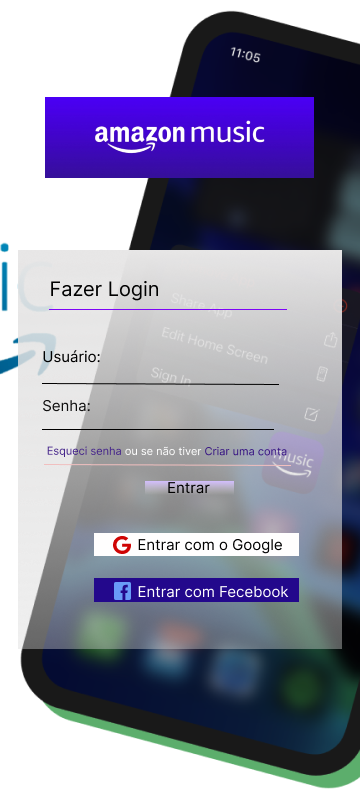 11:05
amazon music
ic
Fazer Login
Share App
Edit Home Screen
Usuário:
Sign In
Senha:
Esqueci senha ou se não tiver Criar uma conta
music
Entrar
Entrar com o Google
Entrar com Fecebook